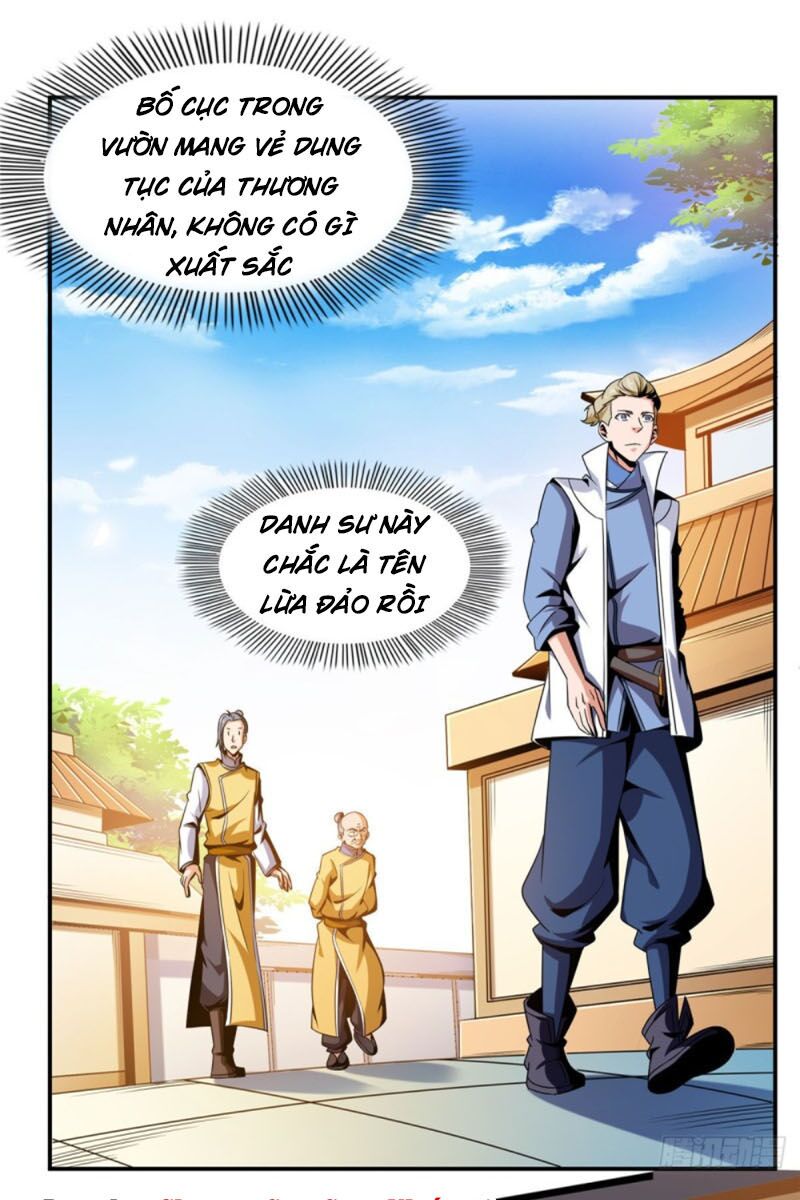 BỐ CỤC TRONG
VƯỜN MANG VẺ DUNG
TỤC CỦA THƯƠNG
NHÂN, KHÔNG CÓ GÌ
XUẤT SẮC
DANH SƯ NÀY
CHẮC LÀ TÊN
LỪA ĐẢO RỒI